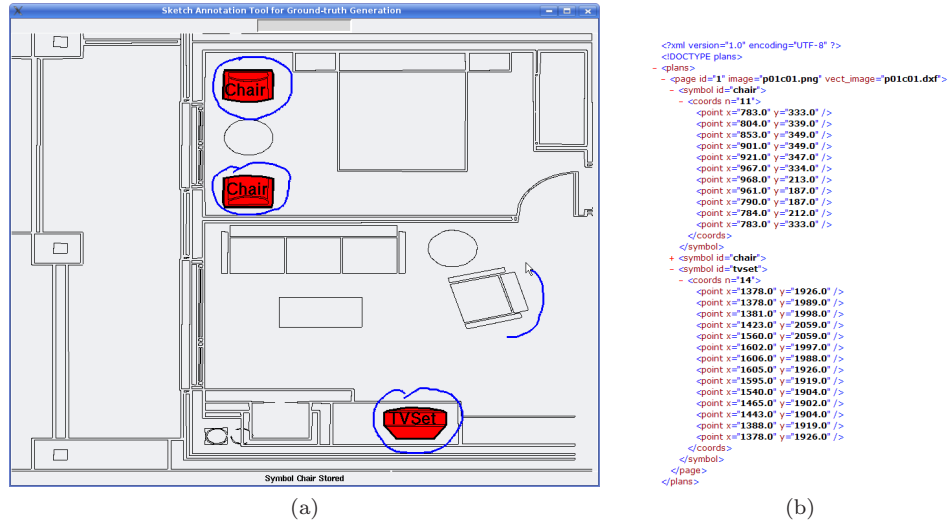 Sketch Annotation Tool for Ground-truth Generation
Chair
Chair
TVSet
Symbol Chair Stored
(a)
<?xml version="1.0" encoding="UTF-8" ?>
<!DOCTYPE plans>
- <plans>
- <page id="1" image="p01c01.png" vect_image="p01c01.dxf">
- <symbol id="chair">
- <coords n="11">
<point x="783.0" y="333.0" />
<point x="804.0" y="339.0" />
<point x="853.0" y="349.0" />
<point x="901.0" y="349.0" />
<point x="921.0" y="347.0" />
<point x="967.0" y="334.0" />
<point x="968.0" y="213.0" />
<point x="961.0" y="187.0" />
<point x="790.0" y="187.0" />
<point x="784.0" y="212.0" />
<point x="783.0" y="333.0" />
</coords>
</symbol>
+ <symbol id="chair">
- <symbol id="tvset">
- <coords n="14">
<point x="1378.0" y="1926.0" />
<point x="1378.0" y="1989.0" />
<point x="1381.0" y="1998.0" />
<point x="1423.0" y="2059.0" />
<point x="1560.0" y="2059.0" />
<point x="1602.0" y="1997.0" />
<point x="1606.0" y="1988.0" />
<point x="1605.0" y="1926.0" />
<point x="1595.0" y="1919.0" />
<point x="1540.0" y="1904.0" />
<point x="1465.0" y="1902.0" />
<point x="1443.0" y="1904.0" />
<point x="1388.0" y="1919.0" />
<point x="1378.0" y="1926.0" />
</coords>
</symbol>
</page>
</plans>
(b)